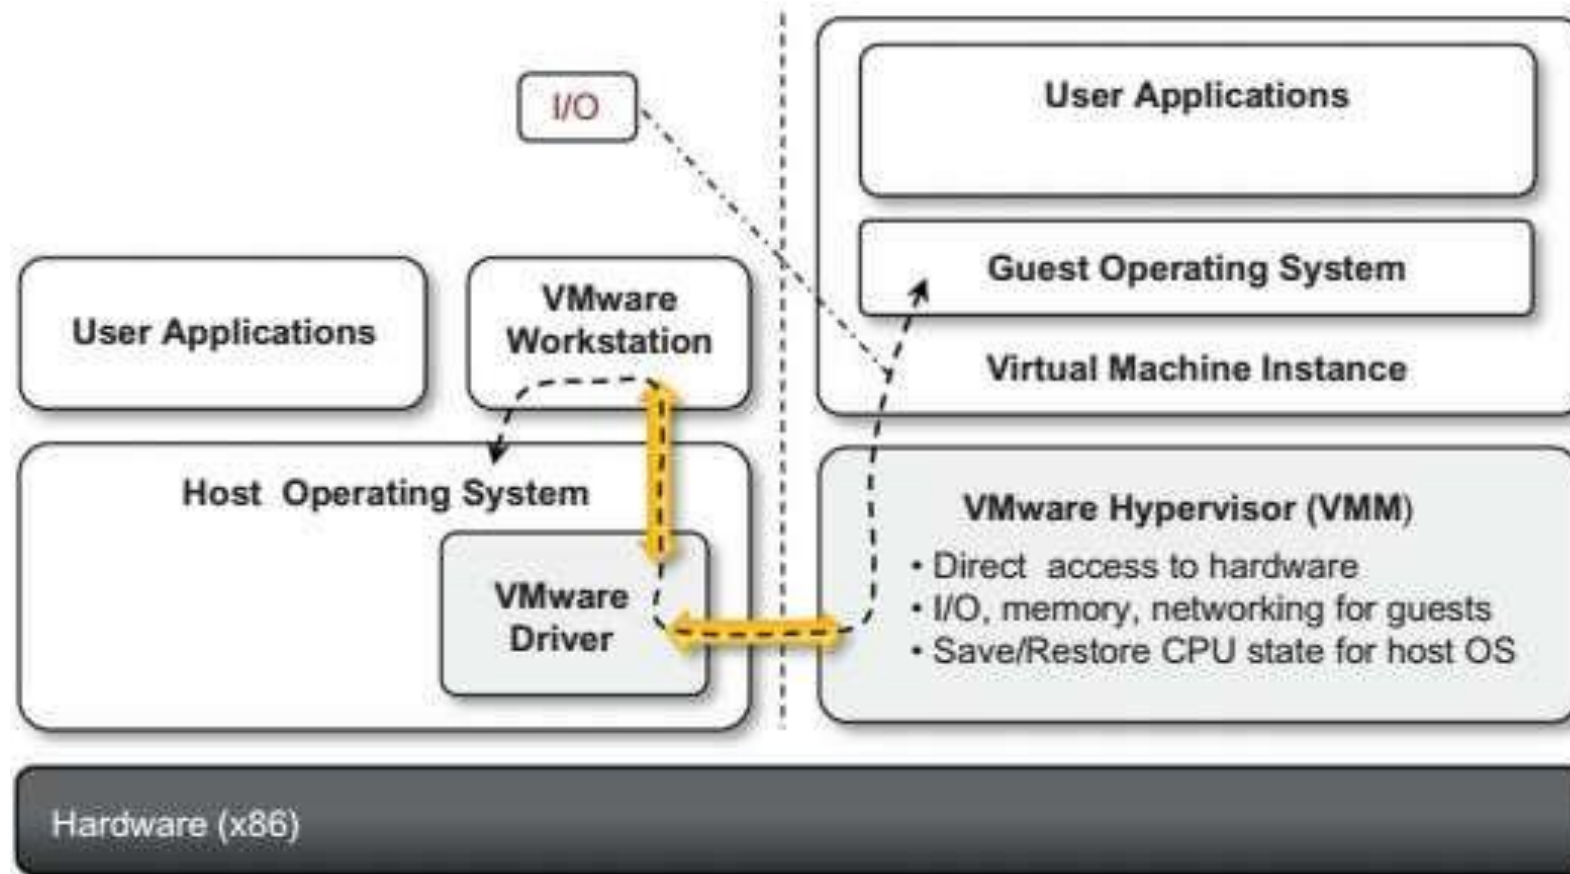 I/O
User Applications
VMware
Workstation
Host  Operating System
VMware
Driver
User Applications
Guest Operating System
Virtual Machine Instance
VMware Hypervisor (VMM)
• Direct  access to hardware
• I/O, memory, networking for guests
• Save/Restore CPU state for host OS
Hardware (x86)